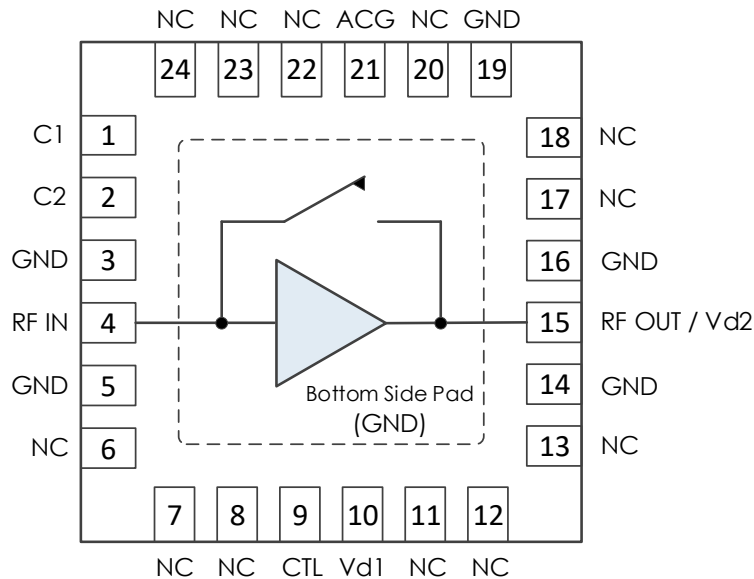 NC NC NC ACG NC GND
24 23 22 21 20 19
C1 1
18 NC
C2 2
17 NC
GND 3
16 GND
RF IN 4
15 RF OUT / Vd2
GND 5
14 GND
Bottom Side Pad
(GND)
NC 6
13 NC
7 8 9 10 11 12
NC NC CTL Vd1 NC NC